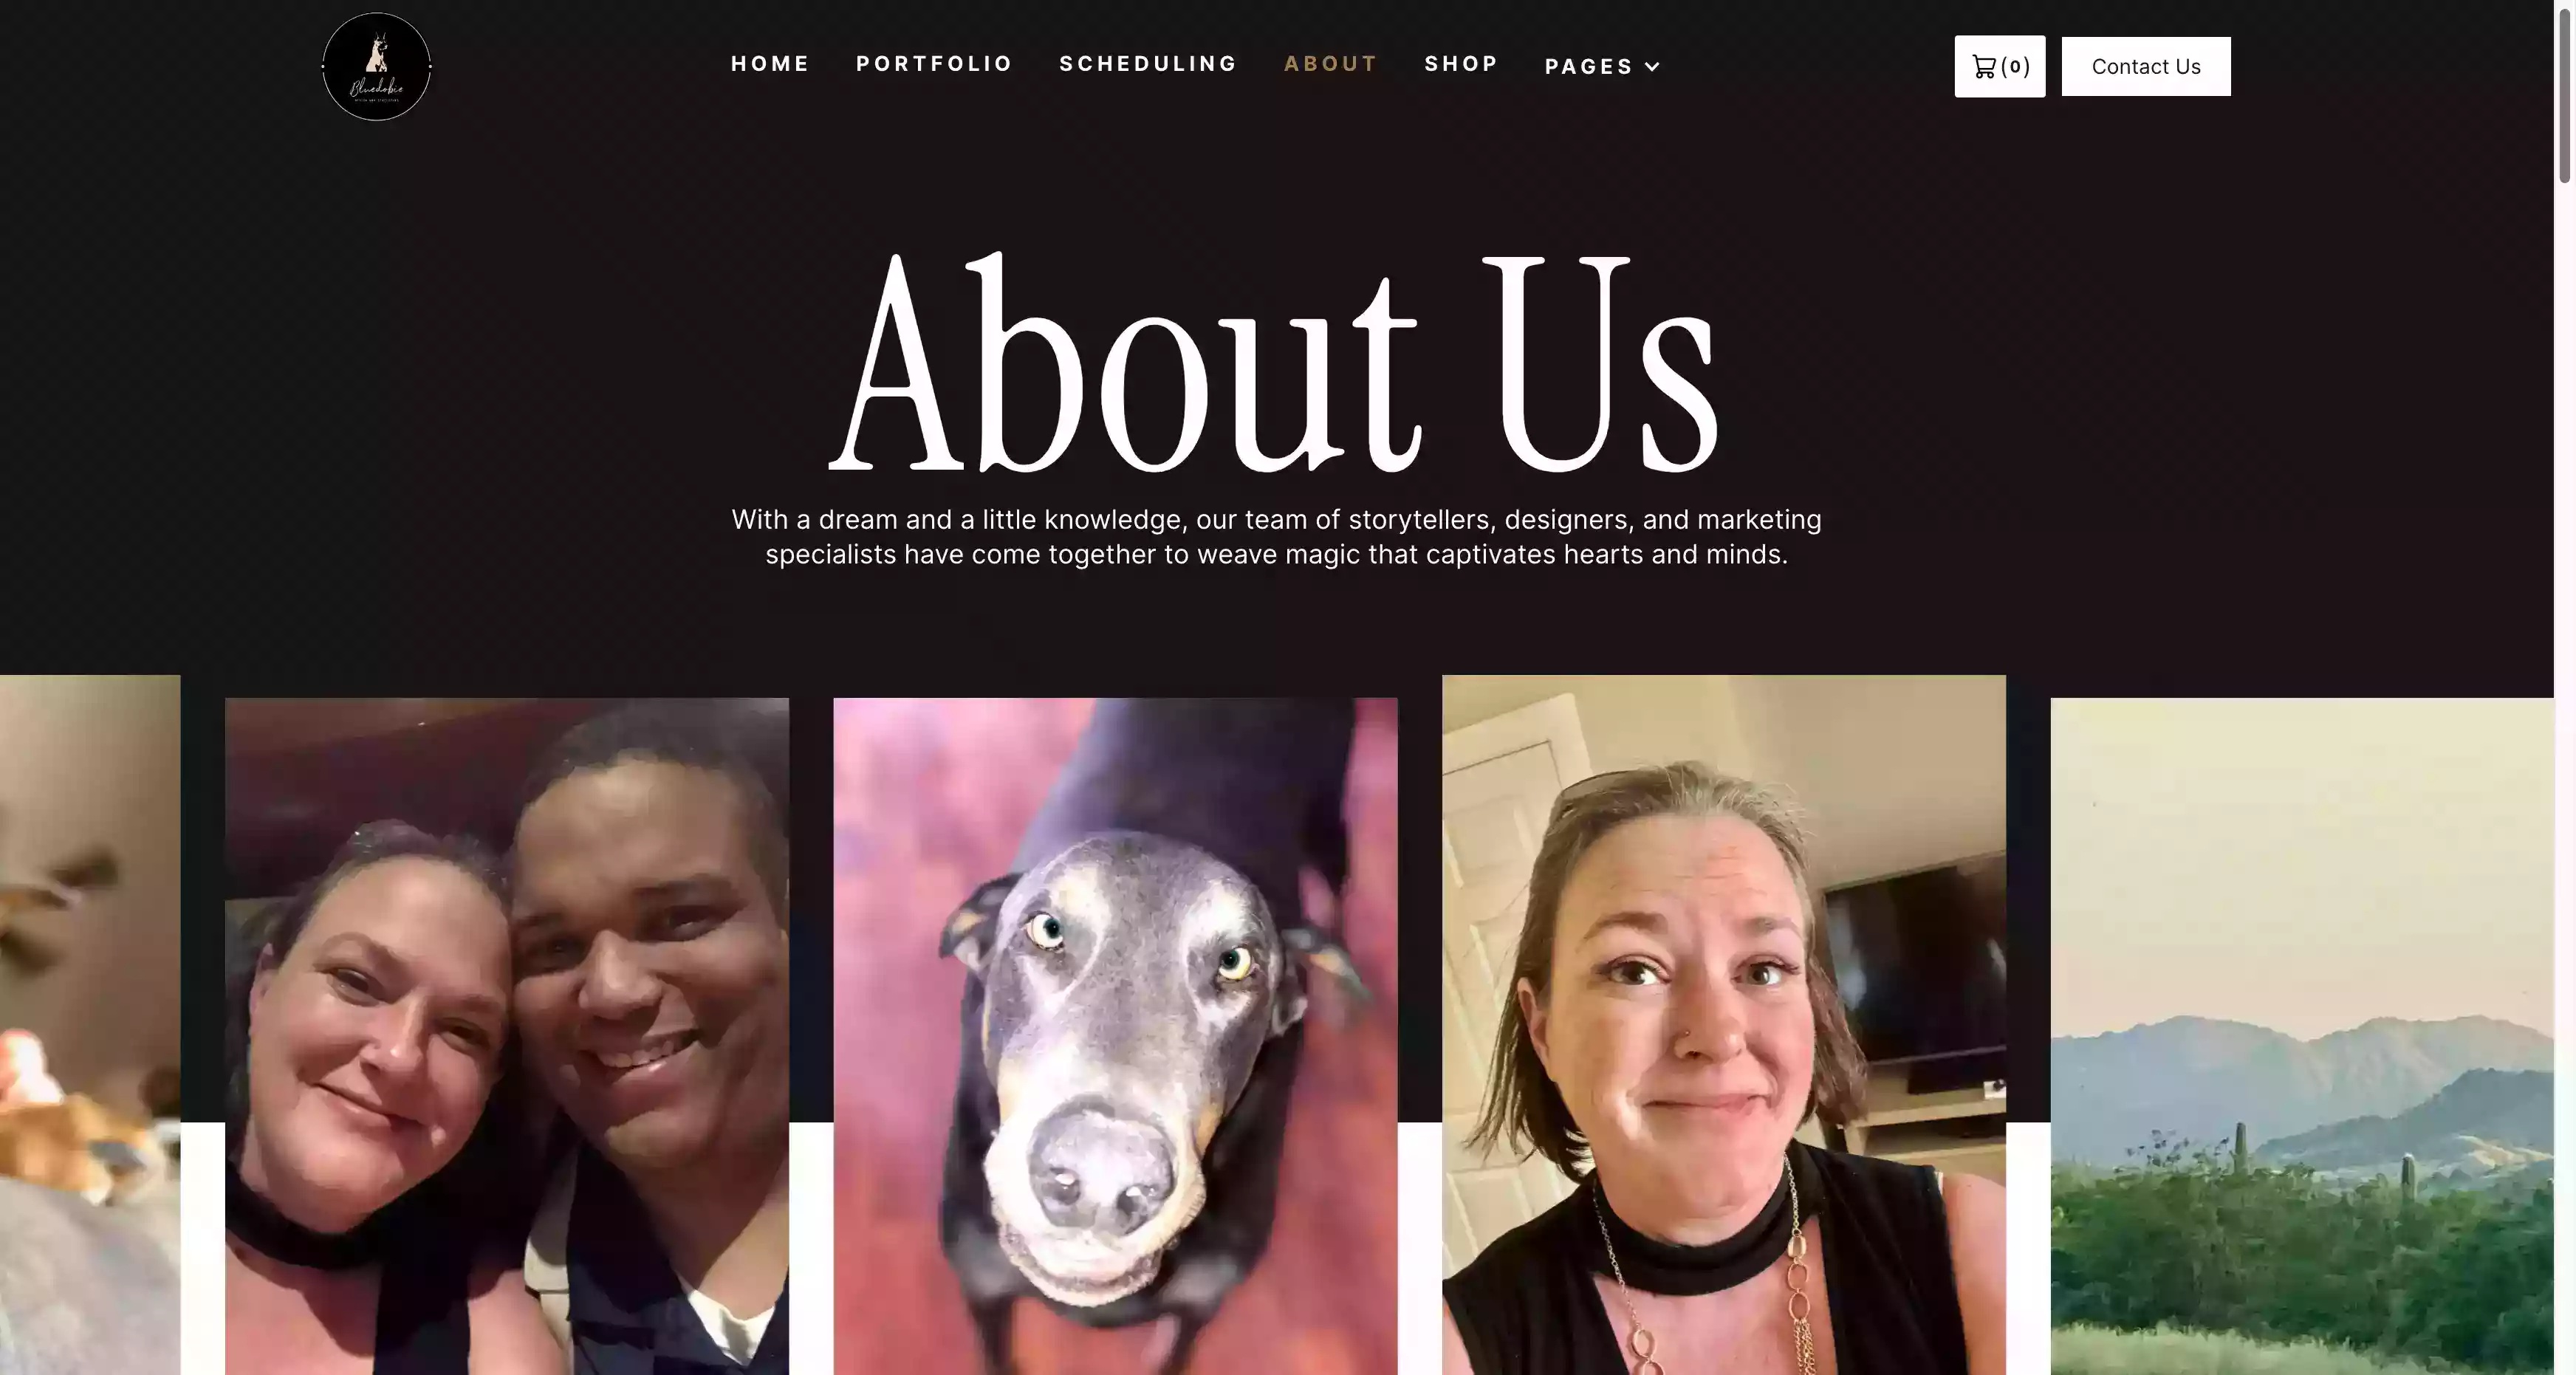 Bluedobie
HOME PORTFOLIO SCHEDULING ABOUT SHOP PAGES
(0)
Contact Us
About Us
With a dream and a little knowledge, our team of storytellers, designers, and marketing
specialists have come together to weave magic that captivates hearts and minds.